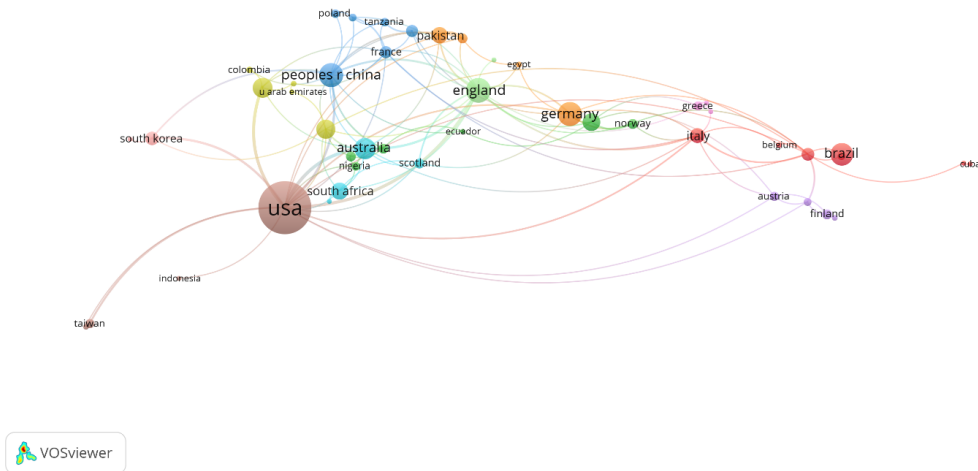 poland
tanzania
pakistan
france
egypt
colombia
peoples r china
u arab emirates
england
greece
germany
norway
south korea
ecuador
italy
belgium
australia
brazil
nigeria
scotland
cuba
south africa
austria
usa
finland
indonesia
taiwan
VOSviewer